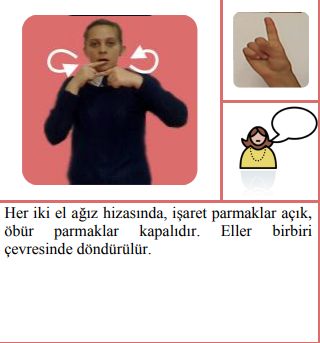 Her iki el ağız hizasında, işaret parmaklar açık,
öbür parmaklar kapalıdır. Eller birbiri
çevresinde döndürülür.